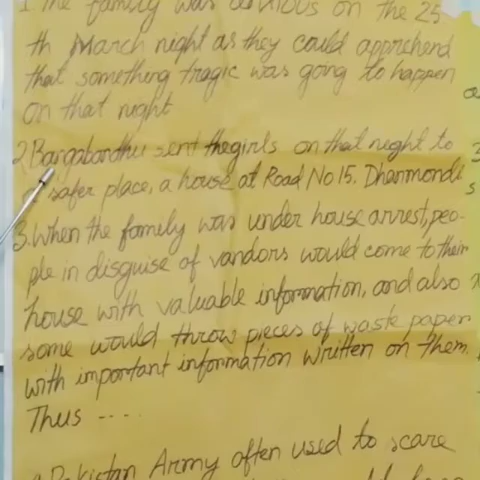 1. The family was anxious on the 25
th March night as they could apprehend
that something tragic was going to happen
on that night
2. Bangabandhu sent thegirls on that night to
safer place, a house at Road No 15. Dhanmondi
3. When the family was under house arrest, peo-
ple in disguise of vandors would come to their
house with valuable information, and also
some would throw pieces of waste paper
with important information written on them.
Thus ....
Pakistan Army often used to scare